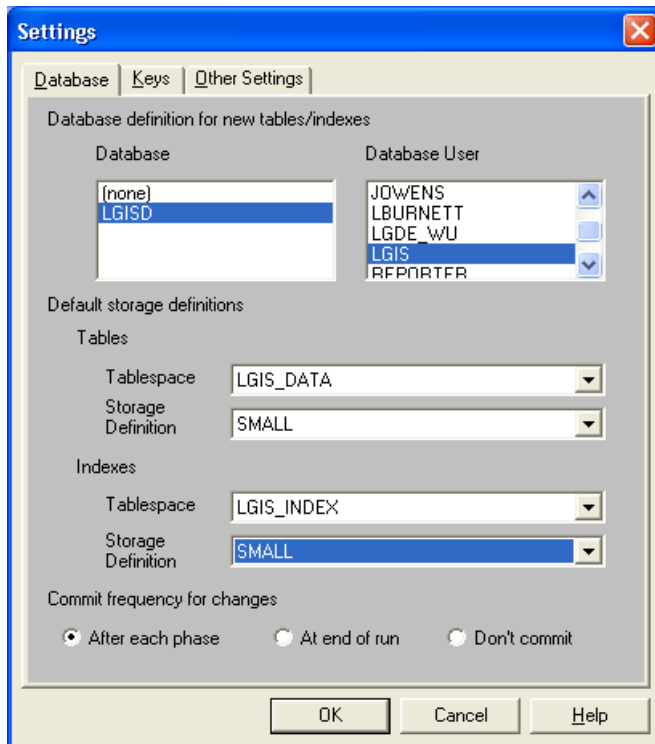 Settings
Database Keys Other Settings
Database definition for new tables/indexes
Database Database User
(none)
LGISD
JOWENS
LBURNETT
LGDE_WU
LGIS
REPORTER
Default storage definitions
Tables
Tablespace LGIS_DATA
Storage Definition SMALL
Indexes
Tablespace LGIS_INDEX
Storage Definition SMALL
Commit frequency for changes
After each phase At end of run Don't commit
OK Cancel Help